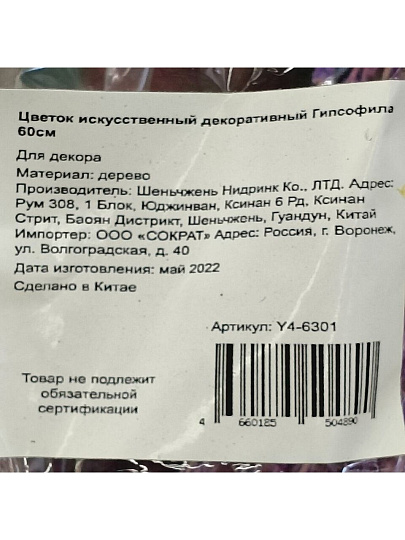 Цветок искусственный декоративный Гипсофила
60см
Для декора
Материал: дерево
Производитель: Шеньчжень Нидринк Ко., ЛТД. Адрес:
Рум 308, 1 Блок, Юджинван, Ксинан 6 Рд, Ксинан
Стрит, Баоян Дистрикт, Шеньчжень, Гуандун, Китай
Импортер: ООО «СОКРАТ» Адрес: Россия, г. Воронеж,
ул. Волгоградская, д. 40
Дата изготовления: май 2022
Сделано в Китае
Артикул: Y4-6301
Товар не подлежит
обязательной
сертификации
4 660185 504890